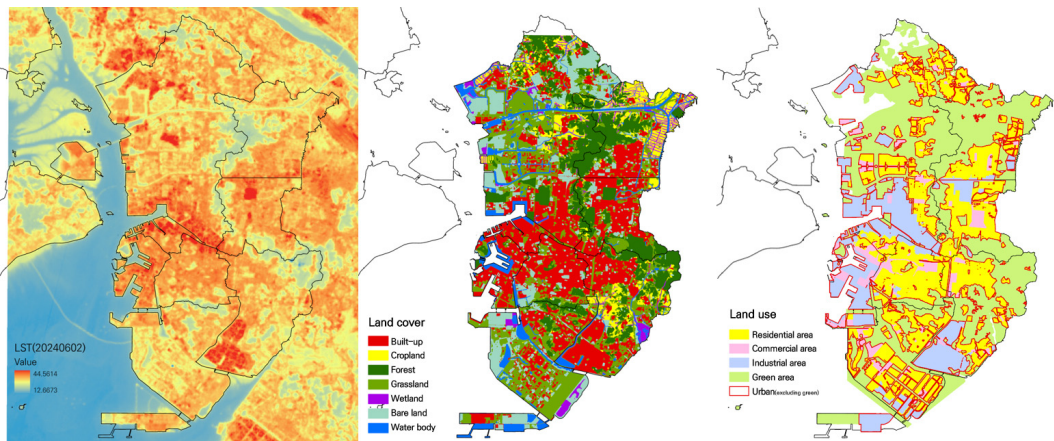 LST(20240602)
Value
44.5614
12.6673
Land cover
Built-up
Cropland
Forest
Grassland
Wetland
Bare land
Water body
Land use
Residential area
Commercial area
Industrial area
Green area
Urban(excluding green)